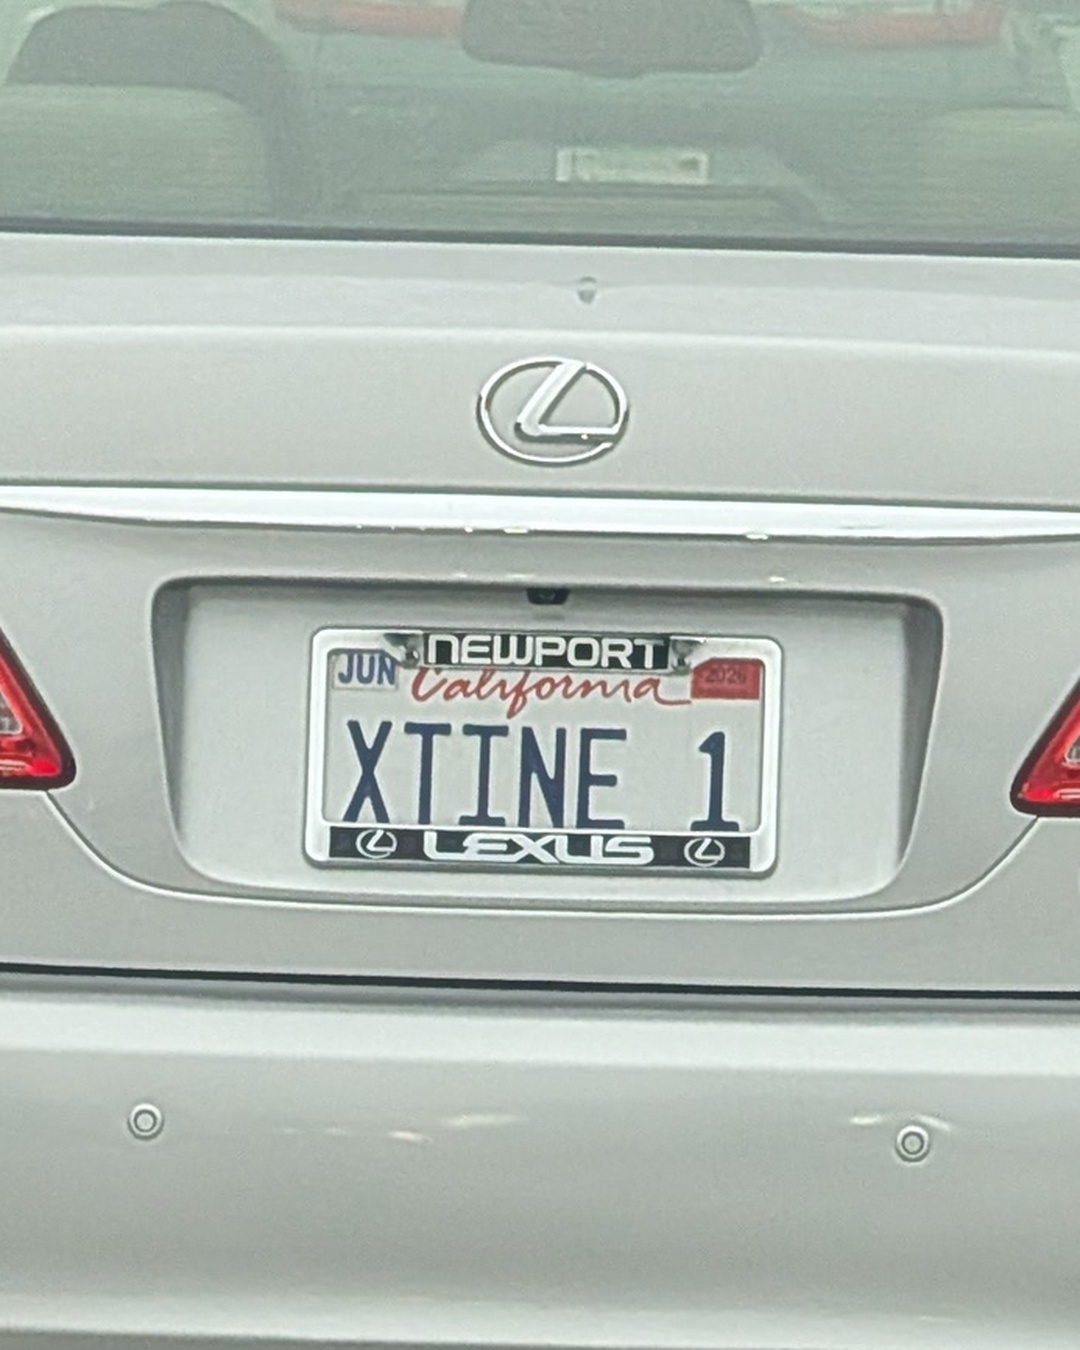 NEWPORT
JUN California 2026
XTINE 1
LEXUS